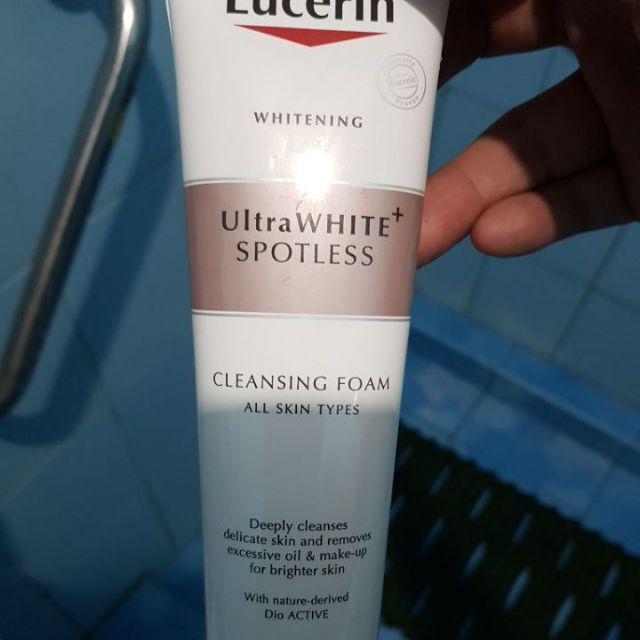 Eucerin
WHITENING
UltraWHITE+
SPOTLESS
CLEANSING FOAM
ALL SKIN TYPES
Deeply cleanses
delicate skin and removes
excessive oil & make-up
for brighter skin
With nature-derived
Dio ACTIVE